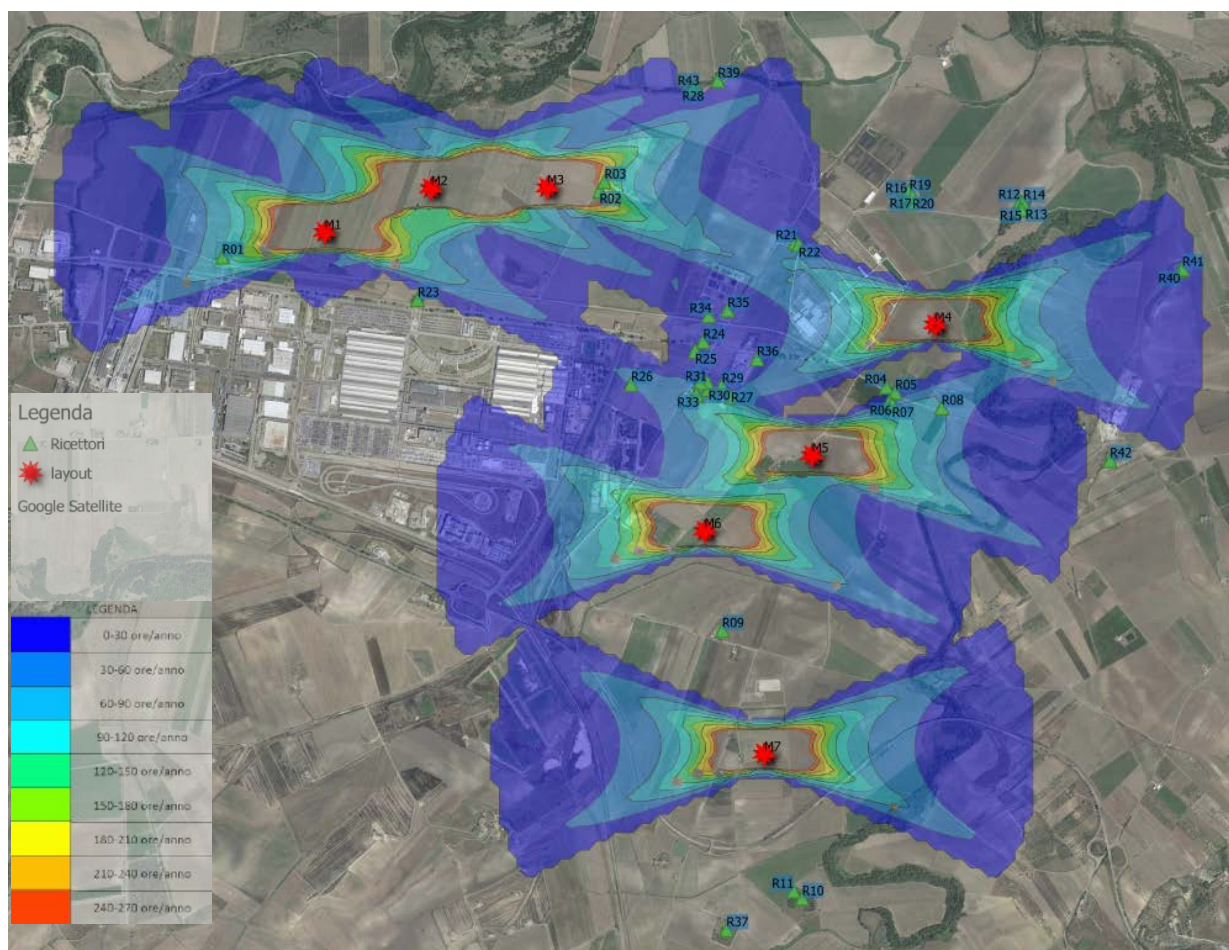 R43 R39
R28
M2 M3 R03
R02
R16 R19
R17 R20
R12 R14
R15 R13
M1
R01
R21
R22
R41
R40
R23
R34 R35
M4
R24
R25
R36
R26
R31 R29
R30 R27
R33
R04 R05
R06 R07
R08
M5
R42
M6
R09
M7
R11 R10
R37
Legenda
Ricettori
layout
Google Satellite
LEGENDA
0-30 ore/anno
30-60 ore/anno
60-90 ore/anno
90-120 ore/anno
120-150 ore/anno
150-180 ore/anno
180-210 ore/anno
210-240 ore/anno
240-270 ore/anno